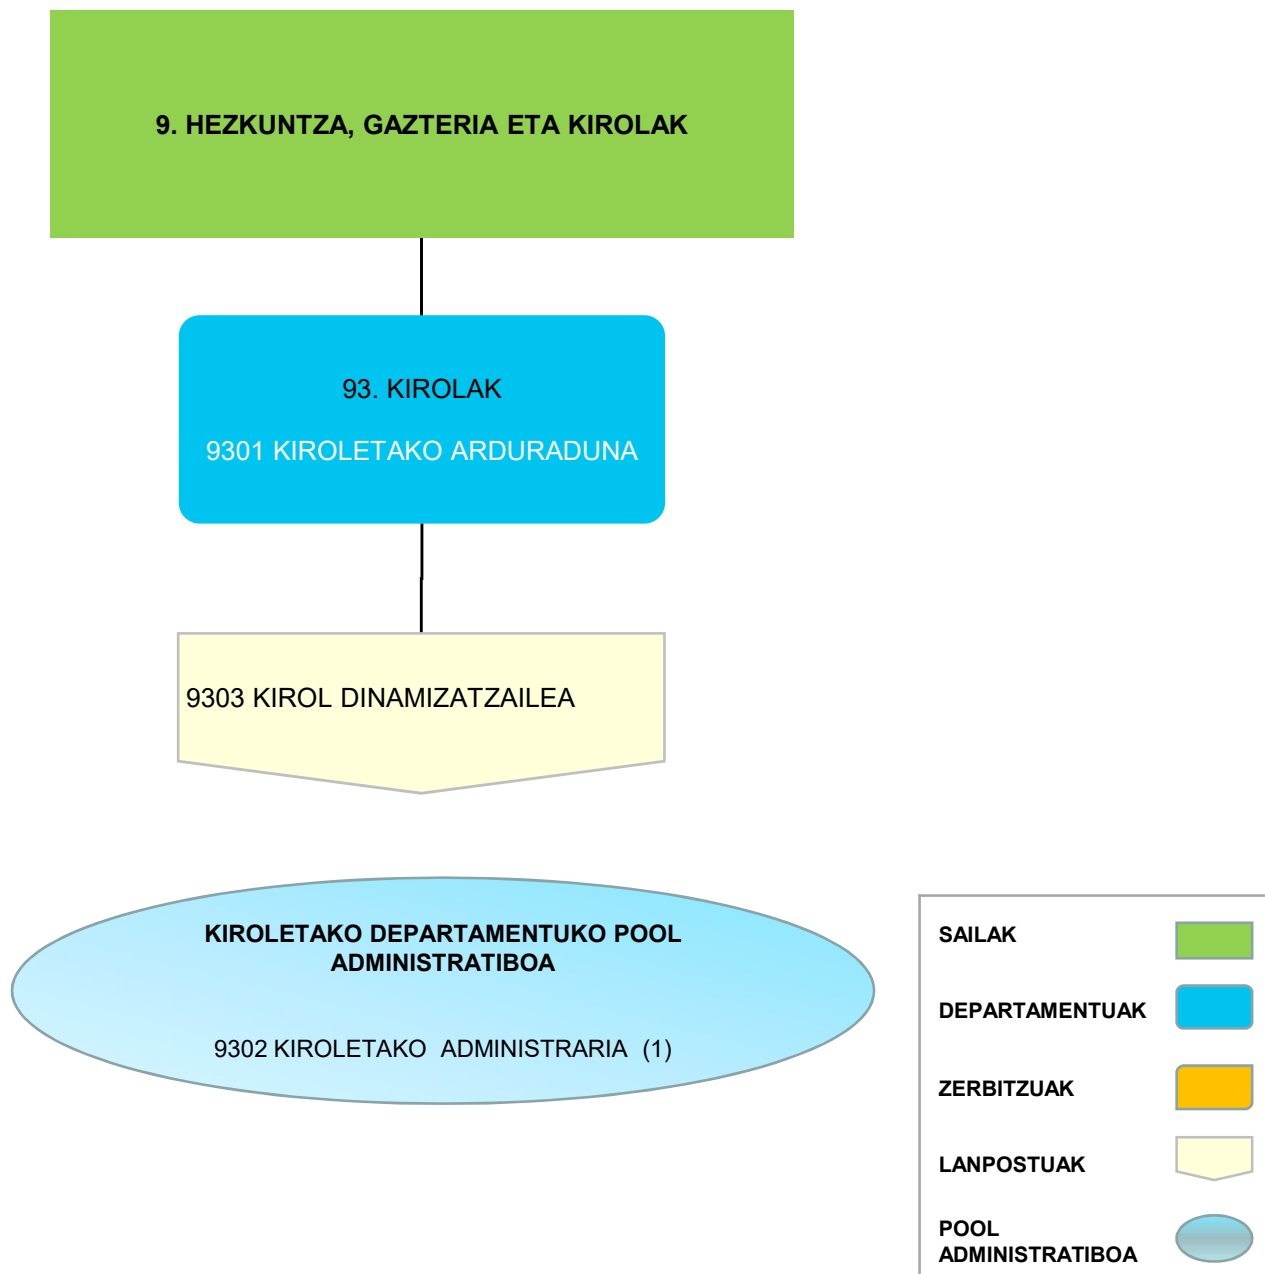 9. HEZKUNTZA, GAZTERIA ETA KIROLAK
93. KIROLAK
9301 KIROLETAKO ARDURADUNA
9303 KIROL DINAMIZATZAILEA
KIROLETAKO DEPARTAMENTUKO POOL
ADMINISTRATIBOA
9302 KIROLETAKO ADMINISTRARIA (1)
SAILAK
DEPARTAMENTUAK
ZERBITZUAK
LANPOSTUAK
POOL
ADMINISTRATIBOA